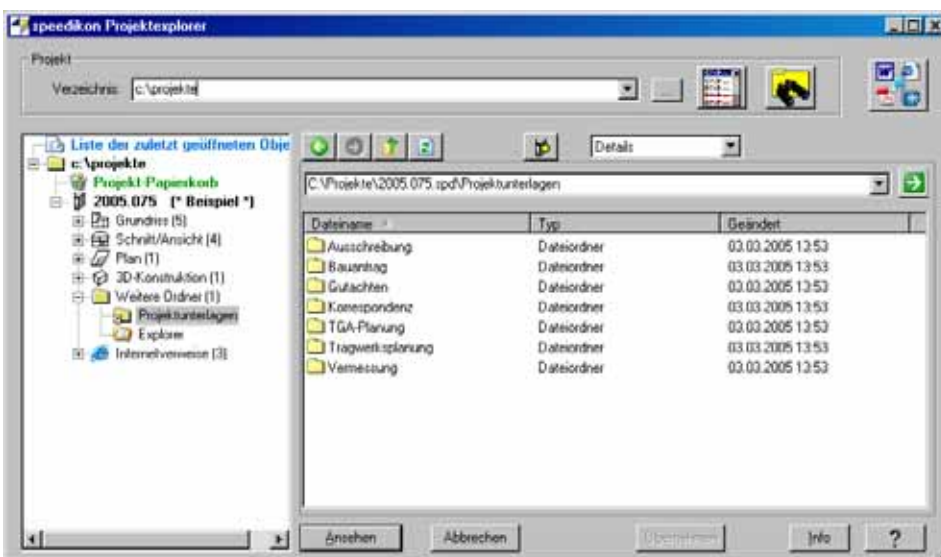 speedikon Projektexplorer
Projekt
Verzeichnis c:\projekte
...
Liste der zuletzt geöffneten Obje
c:\projekte
Projekt-Papierkorb
2005.075 (* Beispiel *)
Grundriss (5)
Schnitt/Ansicht (4)
Plan (1)
3D-Konstruktion (1)
Weitere Ordner (1)
Projektunterlagen
Explorer
Internetverweise (3)
Details
C:\Projekte\2005.075.spd\Projektunterlagen
Dateiname Typ Geändert
Ausschreibung Dateiordner 03.03.2005 13:53
Bauantrag Dateiordner 03.03.2005 13:53
Gutachten Dateiordner 03.03.2005 13:53
Korrespondenz Dateiordner 03.03.2005 13:53
TGA-Planung Dateiordner 03.03.2005 13:53
Tragwerksplanung Dateiordner 03.03.2005 13:53
Vermessung Dateiordner 03.03.2005 13:53
Ansehen Abbrechen Übernehmen Info ?